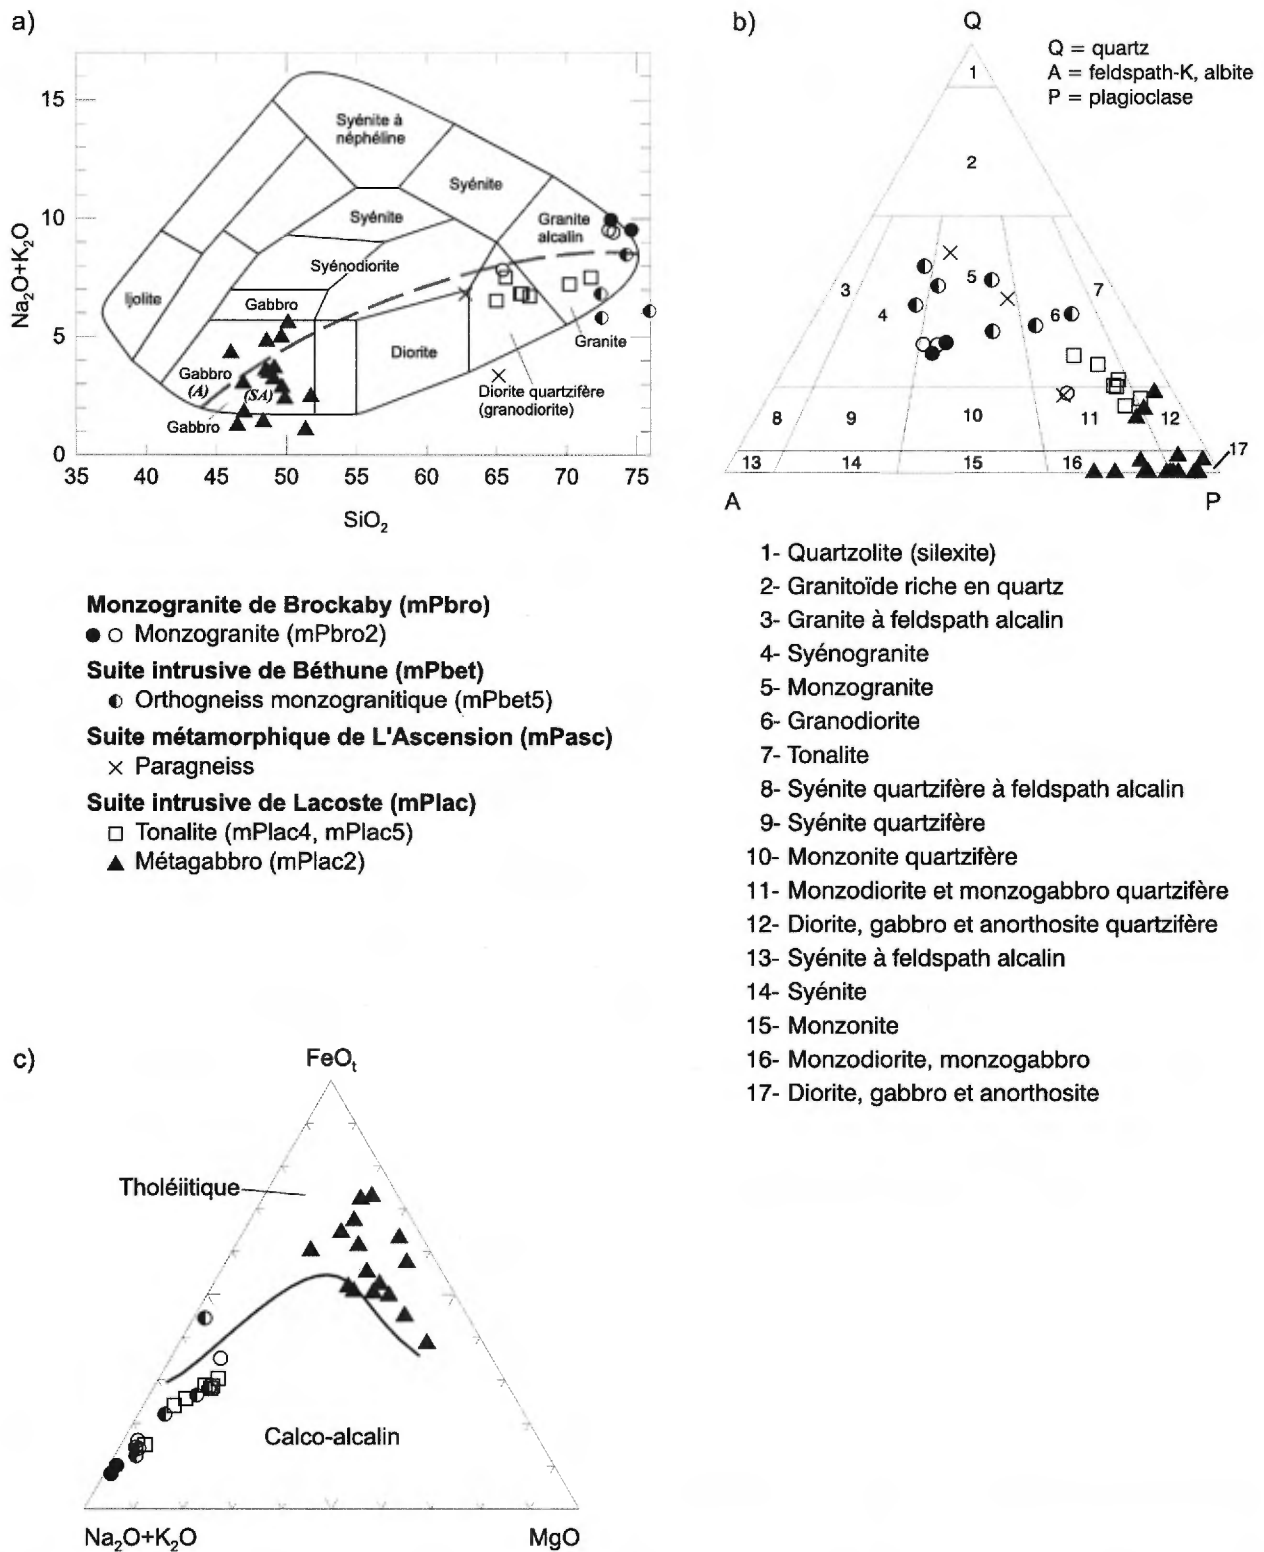 a)
Na₂O+K₂O
15
10
5
0
35 40 45 50 55 60 65 70 75
SiO₂
Syénite à
néphéline
Syénite
Syénite
Granite
alcalin
Syénodiorite
Ijolite
Gabbro
Diorite
Granite
Gabbro
(A)
(SA)
Gabbro
Diorite quartzifère
(granodiorite)
b)
Q
Q = quartz
A = feldspath-K, albite
P = plagioclase
1
2
3
4
5
6
7
8
9
10
11
12
13
14
15
16
17
A
P
1- Quartzolite (silexite)
2- Granitoïde riche en quartz
3- Granite à feldspath alcalin
4- Syénogranite
5- Monzogranite
6- Granodiorite
7- Tonalite
8- Syénite quartzifère à feldspath alcalin
9- Syénite quartzifère
10- Monzonite quartzifère
11- Monzodiorite et monzogabbro quartzifère
12- Diorite, gabbro et anorthosite quartzifère
13- Syénite à feldspath alcalin
14- Syénite
15- Monzonite
16- Monzodiorite, monzogabbro
17- Diorite, gabbro et anorthosite
Monzogranite de Brockaby (mPbro)
Monzogranite (mPbro2)
Suite intrusive de Béthune (mPbet)
Orthogneiss monzogranitique (mPbet5)
Suite métamorphique de L'Ascension (mPasc)
Paragneiss
Suite intrusive de Lacoste (mPlac)
Tonalite (mPlac4, mPlac5)
Métagabbro (mPlac2)
c)
FeOₜ
Tholéiitique
Calco-alcalin
Na₂O+K₂O
MgO